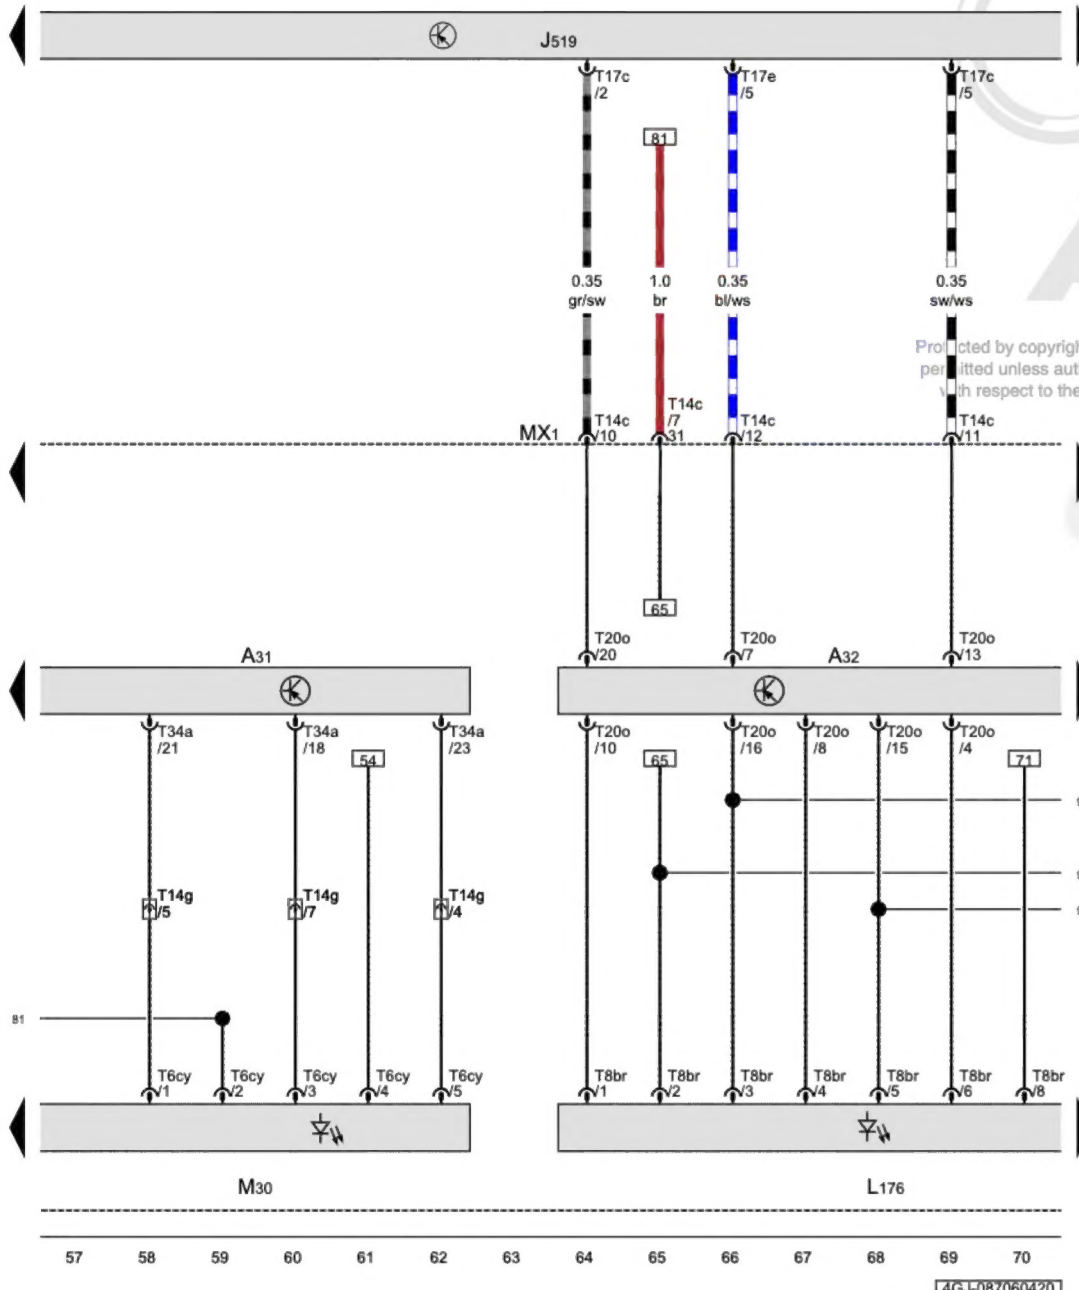 J519
T17c
/2
T17e
/5
T17c
/5
81
0.35
gr/sw
1.0
br
0.35
bl/ws
0.35
sw/ws
Protected by copyrigh
permitted unless aut
with respect to the
MX1
T14c
/10
T14c
/7
31
T14c
/12
T14c
/11
65
A31
T20o
/20
T20o
/7
A32
T20o
/13
T34a
/21
T34a
/18
54
T34a
/23
T20o
/10
65
T20o
/16
T20o
/8
T20o
/15
T20o
/4
71
T14g
/5
T14g
/7
T14g
/4
81
T6cy
/1
T6cy
/2
T6cy
/3
T6cy
/4
T6cy
/5
T8br
/1
T8br
/2
T8br
/3
T8br
/4
T8br
/5
T8br
/6
T8br
/8
M30
L176
57 58 59 60 61 62 63 64 65 66 67 68 69 70